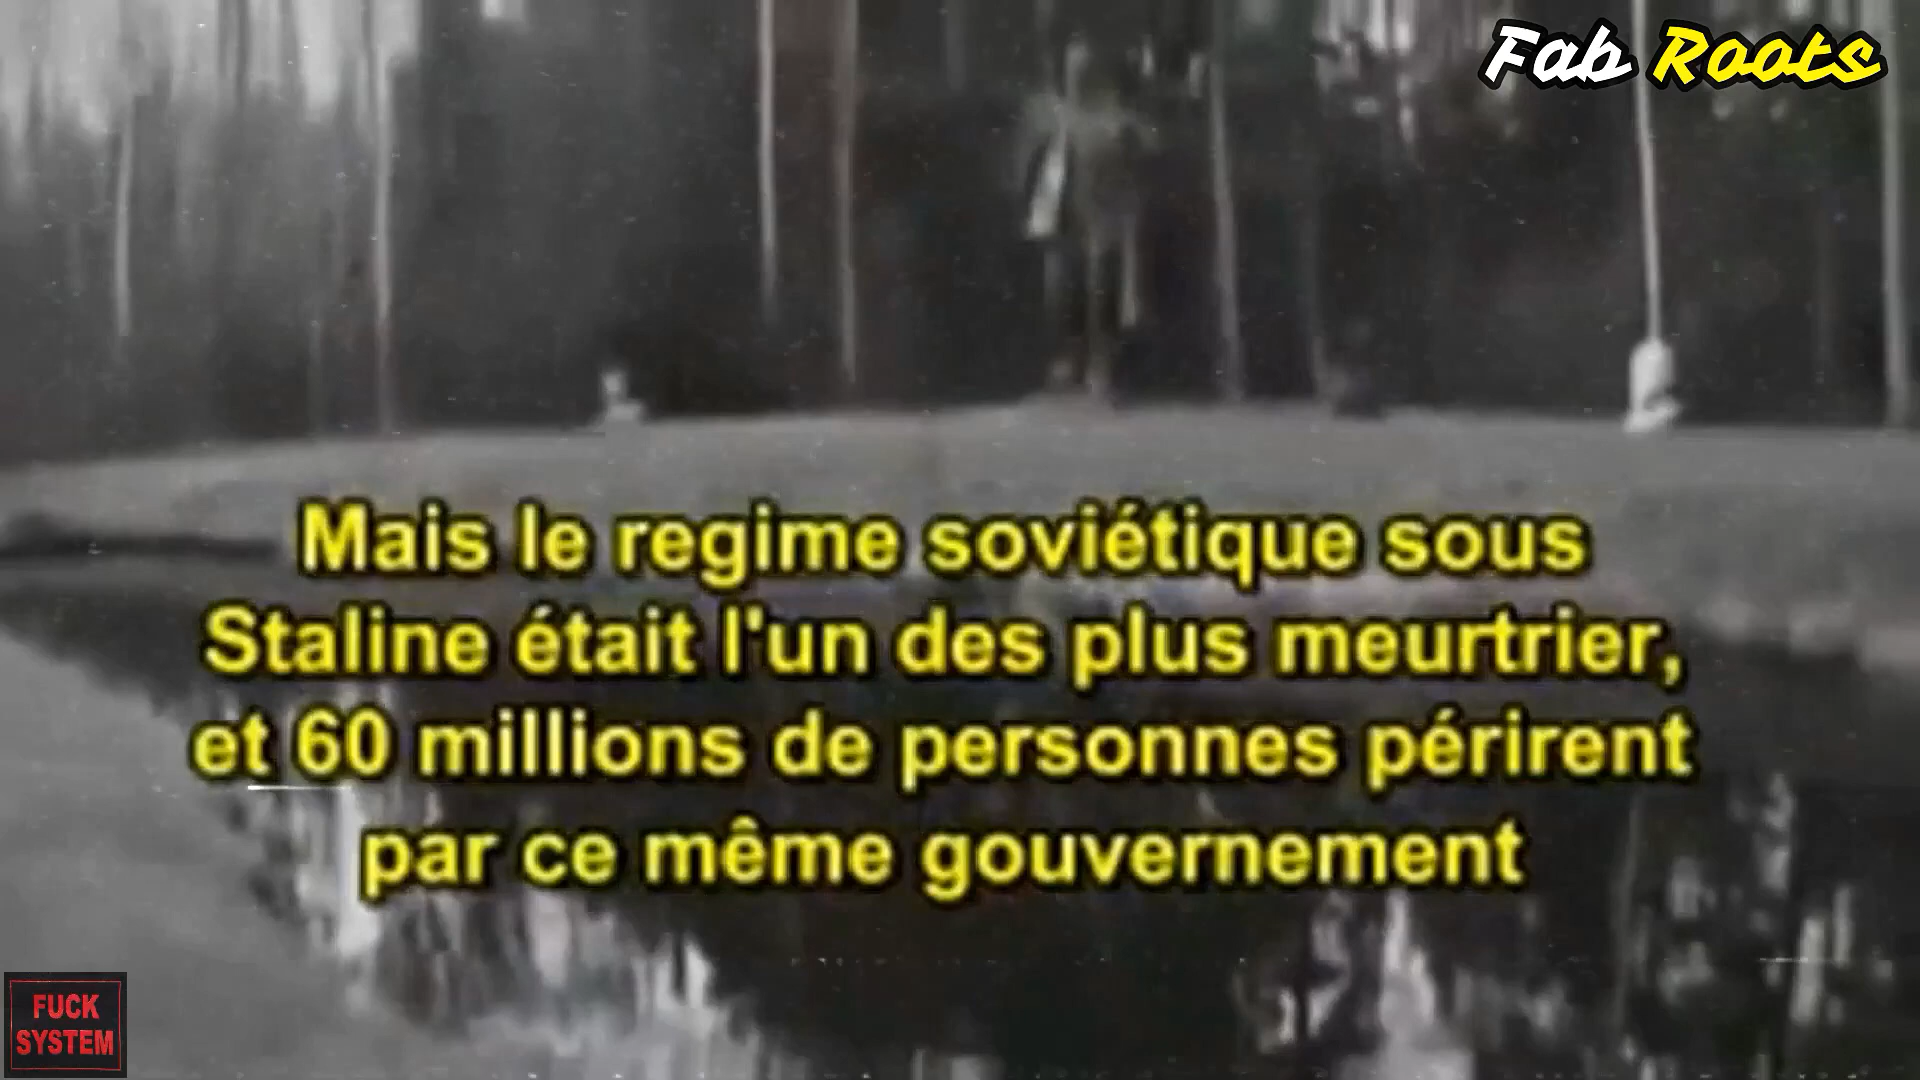 Fab Roots
Mais le regime soviétique sous
Staline était l'un des plus meurtrier,
et 60 millions de personnes périrent
par ce même gouvernement
FUCK
SYSTEM